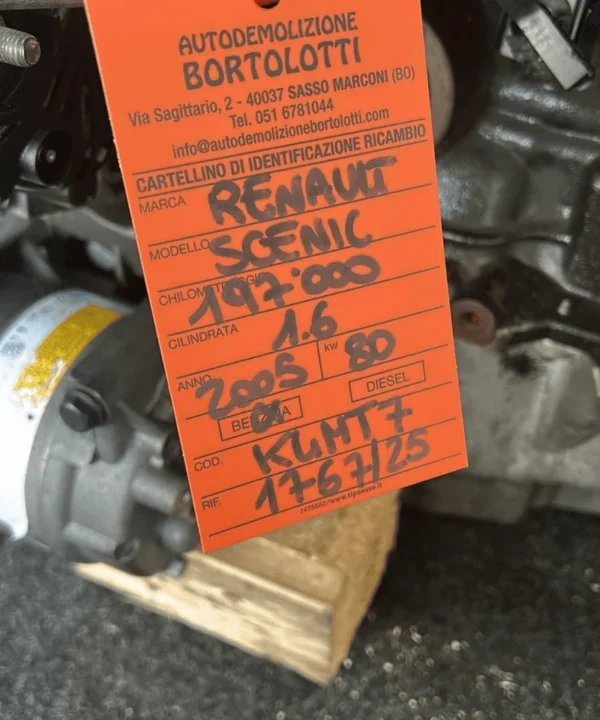 AUTODEMOLIZIONE
BORTOLOTTI
Via Sagittario, 2 - 40037 SASSO MARCONI (BO)
Tel. 051 6781044
info@autodemolizionebortolotti.com
CARTELLINO DI IDENTIFICAZIONE RICAMBIO
MARCA RENAULT
MODELLO SCENIC
CHILOMETRAGGIO 197'000
CILINDRATA 1.6
ANNO 2005 kw 80
BENZINA DIESEL
COD. K4MT7
RIF. 1767/25